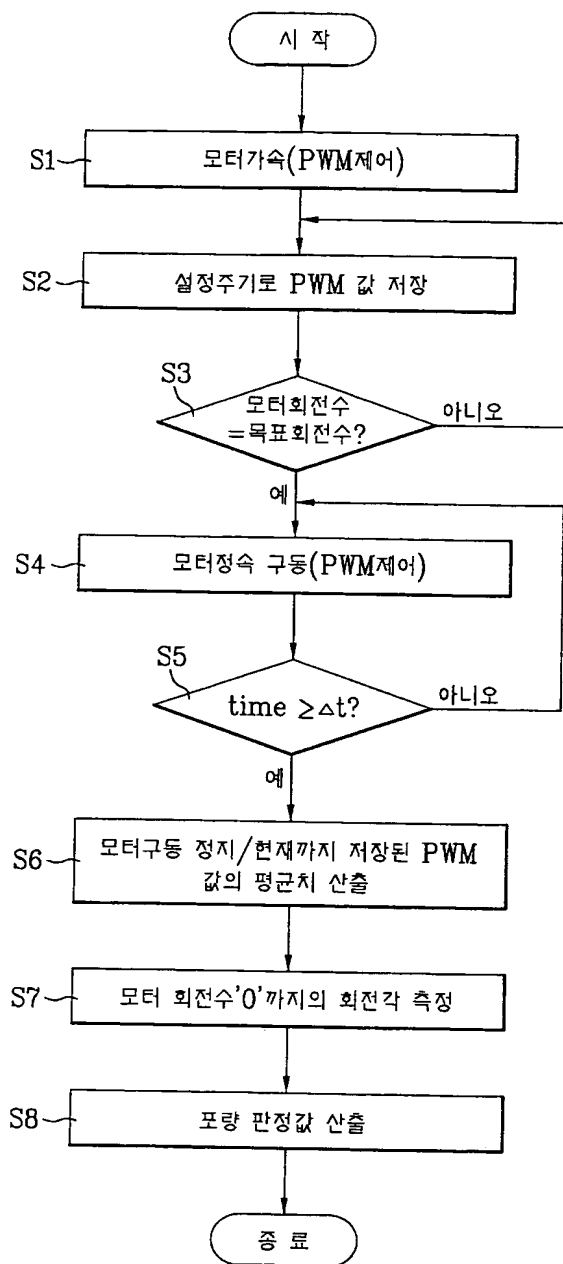 시 작
S1
모터가속(PWM제어)
S2
설정주기로 PWM 값 저장
S3
모터회전수
=목표회전수?
아니오
예
S4
모터정속 구동(PWM제어)
S5
time ≥△t?
아니오
예
S6
모터구동 정지/현재까지 저장된 PWM
값의 평균치 산출
S7
모터 회전수'0'까지의 회전각 측정
S8
포량 판정값 산출
종 료